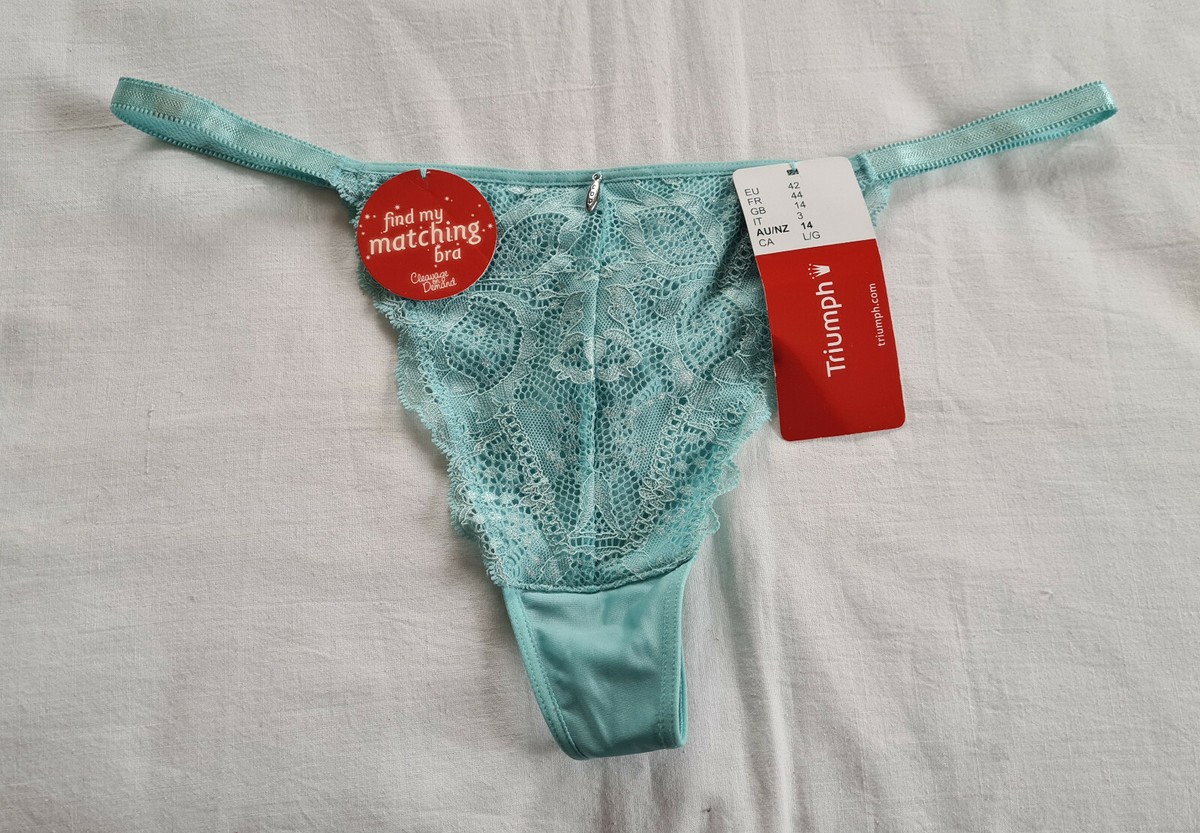 find my
matching
bra
Cleavage
on
Demand
EU 42
FR 44
GB 14
IT 3
AU/NZ 14
CA L/G
Triumph
triumph.com